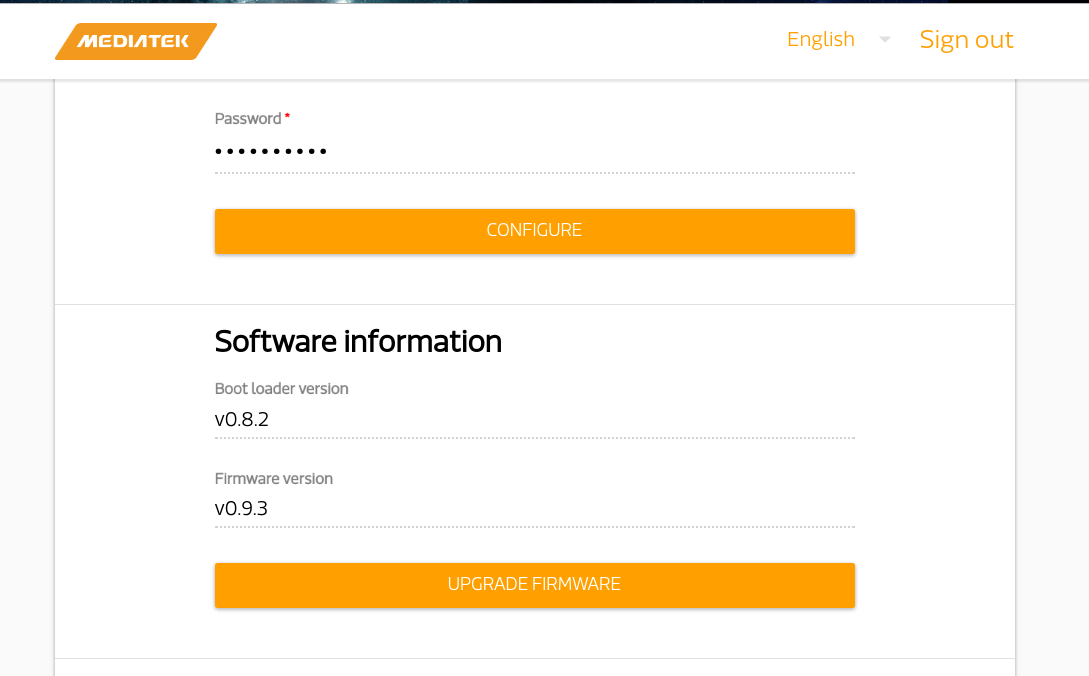 MEDIATEK
English
Sign out
Password *
••••••••••
CONFIGURE
Software information
Boot loader version
v0.8.2
Firmware version
v0.9.3
UPGRADE FIRMWARE